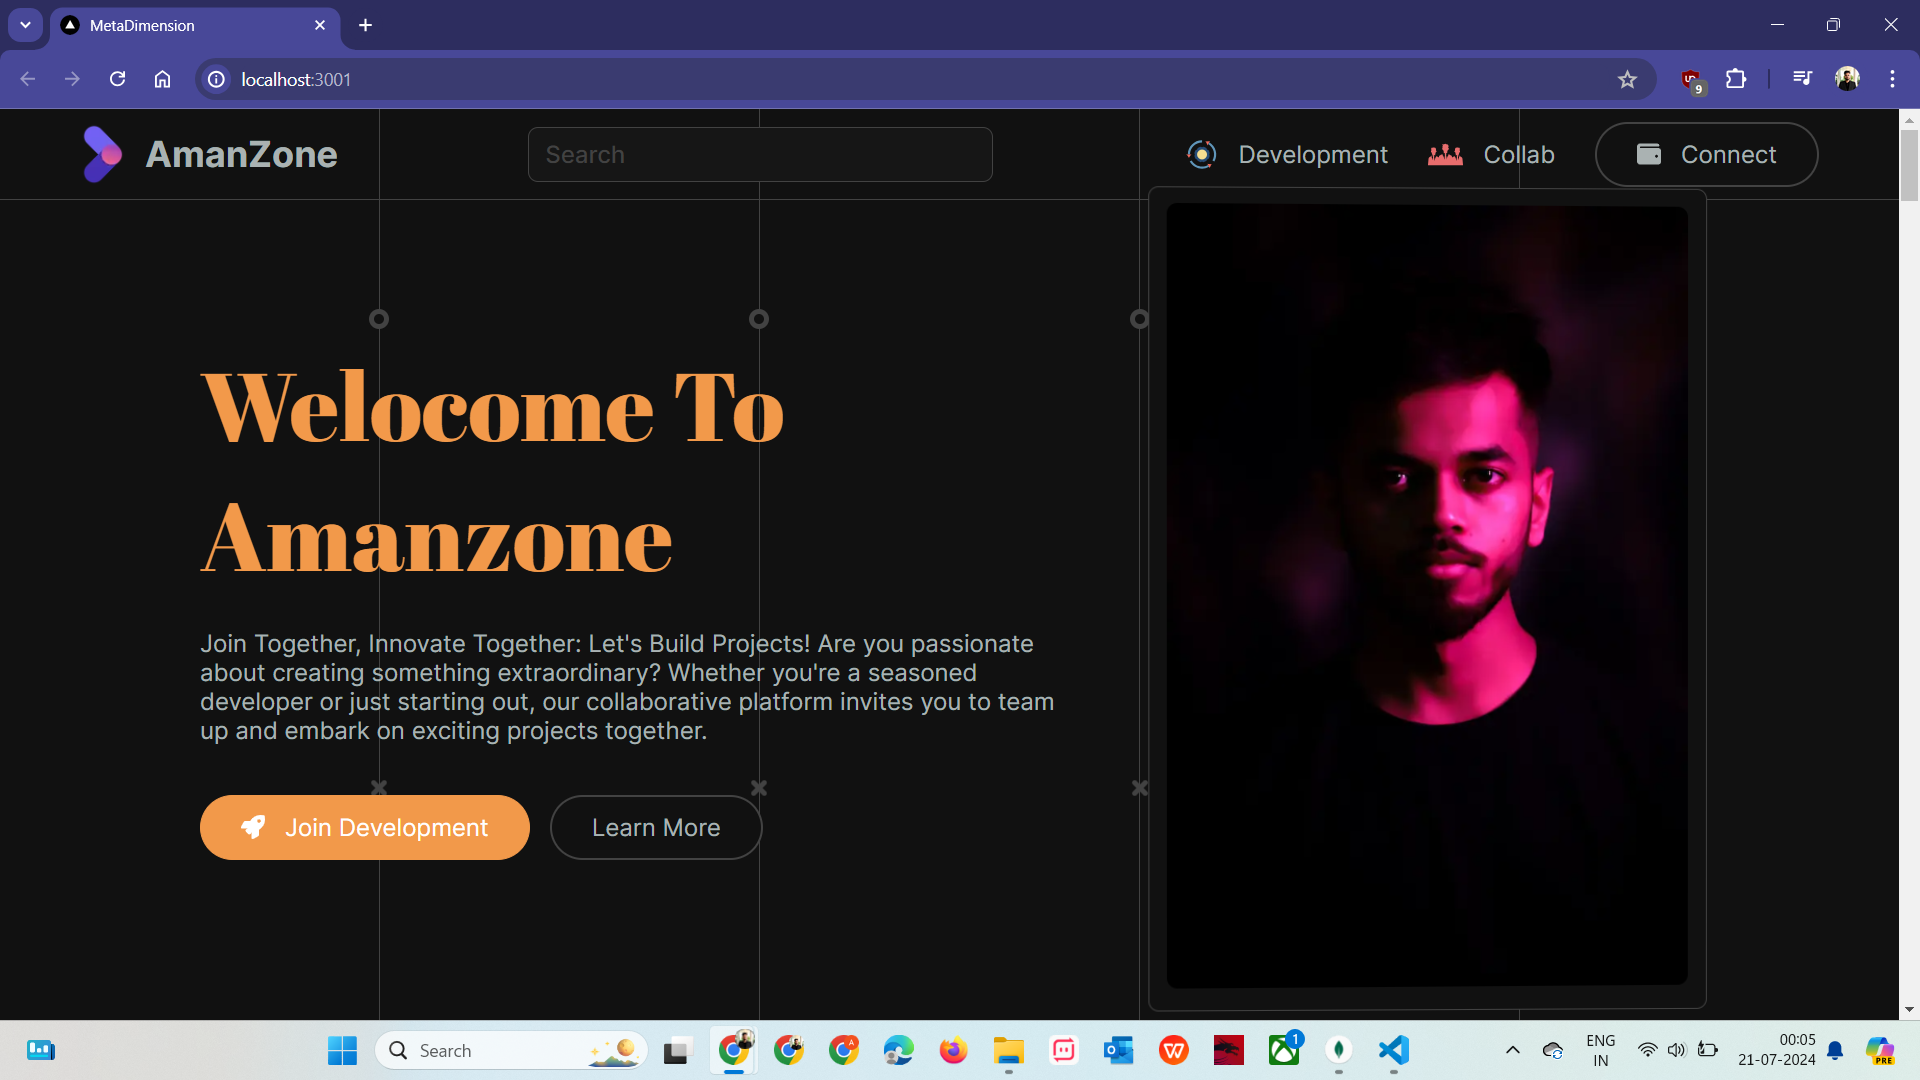 MetaDimension
localhost:3001
9
AmanZone
Search
Development
Collab
Connect
Welocome To
Amanzone
Join Together, Innovate Together: Let's Build Projects! Are you passionate
about creating something extraordinary? Whether you're a seasoned
developer or just starting out, our collaborative platform invites you to team
up and embark on exciting projects together.
Join Development
Learn More
Search
A
1
ENG
IN
00:05
21-07-2024
PRE